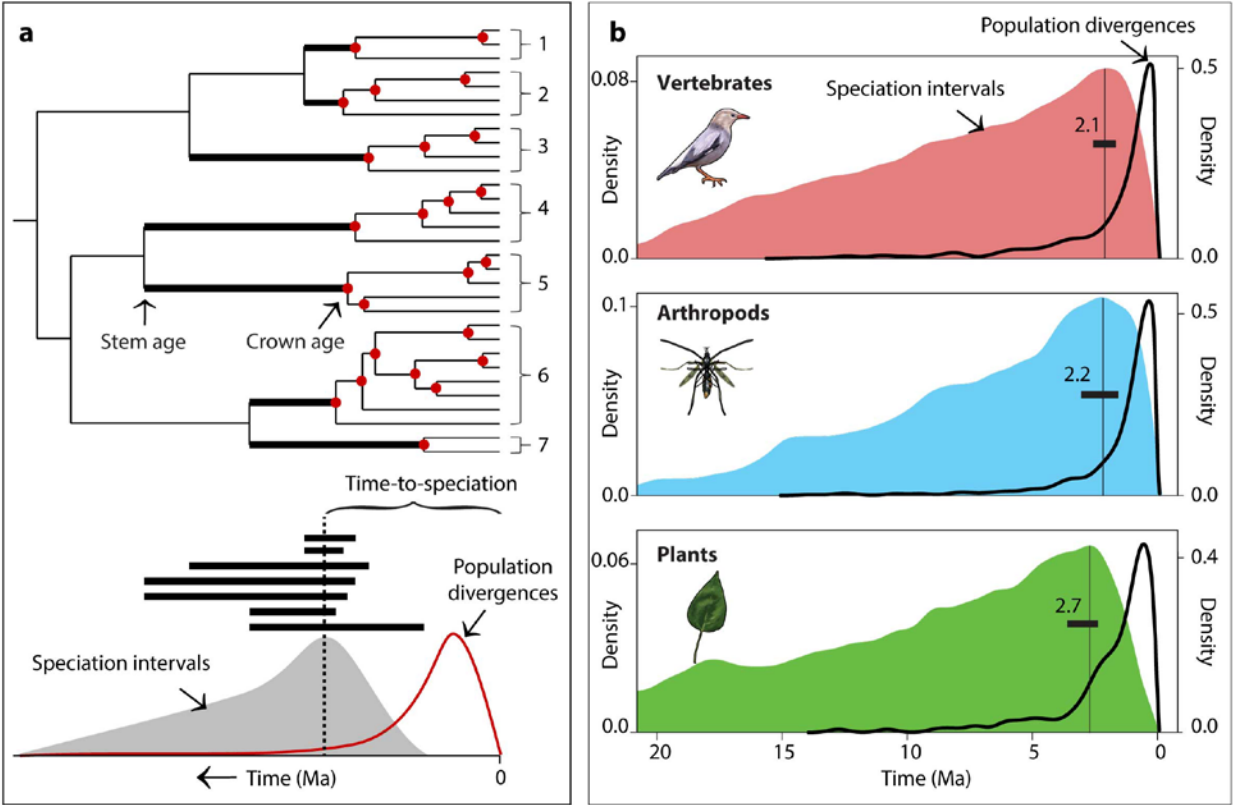 a
1
2
3
4
5
6
7
Stem age
Crown age
Time-to-speciation
Population
divergences
Speciation intervals
Time (Ma)
0
b
Population divergences
Vertebrates
Speciation intervals
2.1
0.08
0.0
Density
0.5
0.0
Density
Arthropods
2.2
0.1
0.0
Density
0.5
0.0
Density
Plants
2.7
0.06
0.0
Density
0.4
0.0
Density
20 15 10 5 0
Time (Ma)